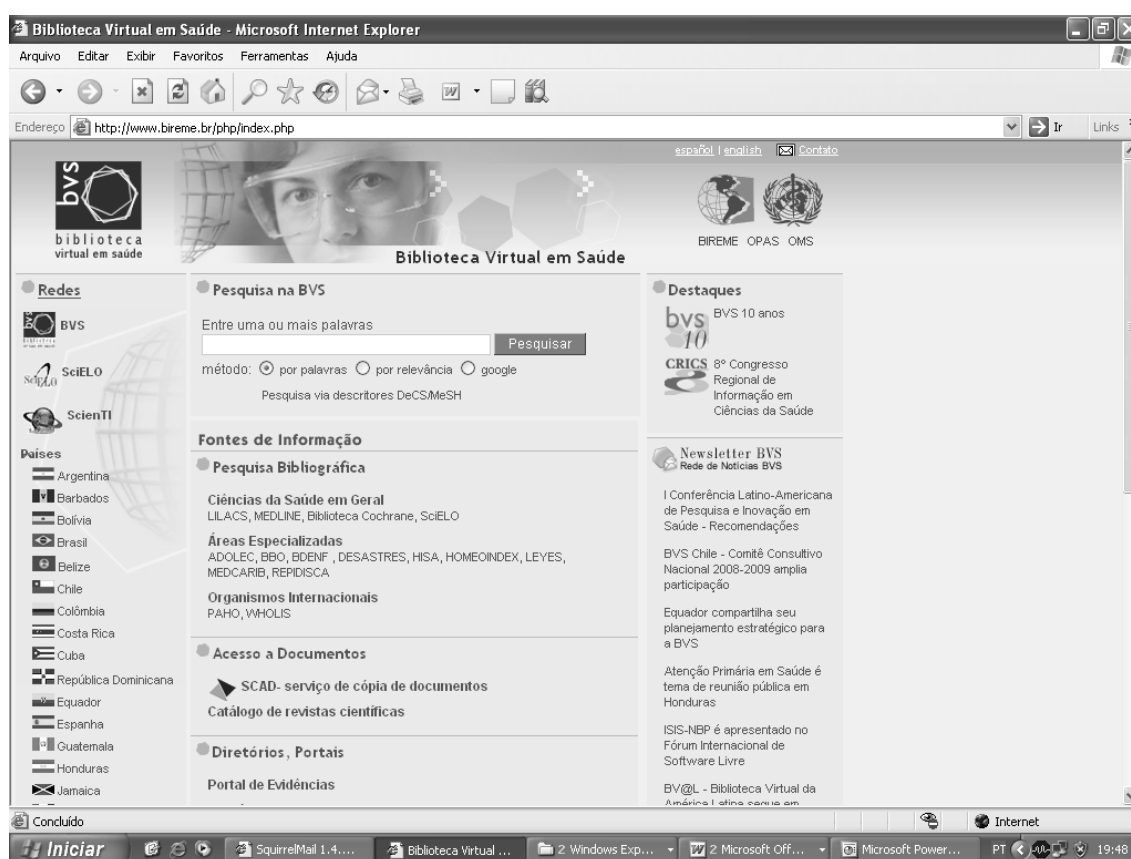 Biblioteca Virtual em Saúde - Microsoft Internet Explorer
Arquivo Editar Exibir Favoritos Ferramentas Ajuda
Endereço http://www.bireme.br/php/index.php Ir Links
español | english Contato
bvs
biblioteca
virtual em saúde
Biblioteca Virtual em Saúde
BIREME OPAS OMS
Redes
BVS
SciELO
SciELO
ScienTI
Países
Argentina
Barbados
Bolívia
Brasil
Belize
Chile
Colômbia
Costa Rica
Cuba
República Dominicana
Equador
Espanha
Guatemala
Honduras
Jamaica
Pesquisa na BVS
Entre uma ou mais palavras
Pesquisar
método: por palavras por relevância google
Pesquisa via descritores DeCS/MeSH
Fontes de Informação
Pesquisa Bibliográfica
Ciências da Saúde em Geral
LILACS, MEDLINE, Biblioteca Cochrane, SciELO
Áreas Especializadas
ADOLEC, BBO, BDENF , DESASTRES, HISA, HOMEOINDEX, LEYES,
MEDCARIB, REPIDISCA
Organismos Internacionais
PAHO, WHOLIS
Acesso a Documentos
SCAD- serviço de cópia de documentos
Catálogo de revistas científicas
Diretórios, Portais
Portal de Evidências
Destaques
bvs
10
BVS 10 anos
CRICS
8
8º Congresso
Regional de
Informação em
Ciências da Saúde
Newsletter BVS
Rede de Notícias BVS
I Conferência Latino-Americana
de Pesquisa e Inovação em
Saúde - Recomendações
BVS Chile - Comitê Consultivo
Nacional 2008-2009 amplia
participação
Equador compartilha seu
planejamento estratégico para
a BVS
Atenção Primária em Saúde é
tema de reunião pública em
Honduras
ISIS-NBP é apresentado no
Fórum Internacional de
Software Livre
BV@L - Biblioteca Virtual da
América Latina segue em
Concluído Internet
Iniciar SquirrelMail 1.4.... Biblioteca Virtual ... 2 Windows Exp... 2 Microsoft Off... Microsoft Power... PT 19:48